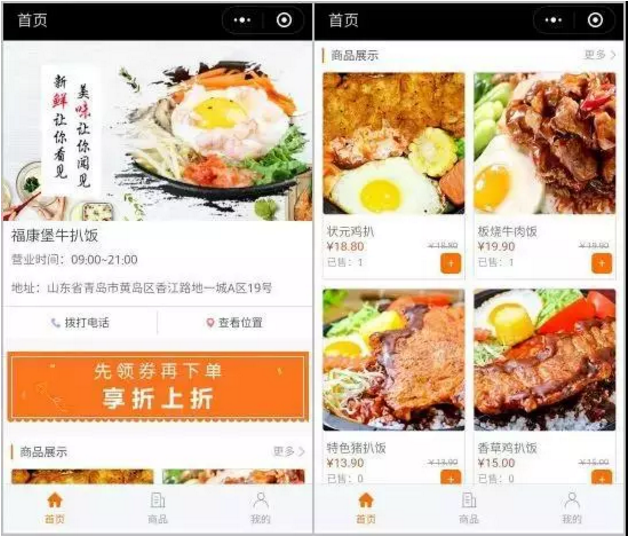 首页
新鲜让你看见
美味让你闻见
福康堡牛扒饭
营业时间：09:00~21:00
地址：山东省青岛市黄岛区香江路地一城A区19号
拨打电话
查看位置
先领券再下单
享折上折
商品展示
更多
首页
商品
我的
首页
商品展示
更多
状元鸡扒
¥18.80
¥18.80
已售：1
板烧牛肉饭
¥19.90
¥19.90
已售：1
特色猪扒饭
¥13.90
¥13.90
已售：0
香草鸡扒饭
¥15.00
¥15.00
已售：0
首页
商品
我的